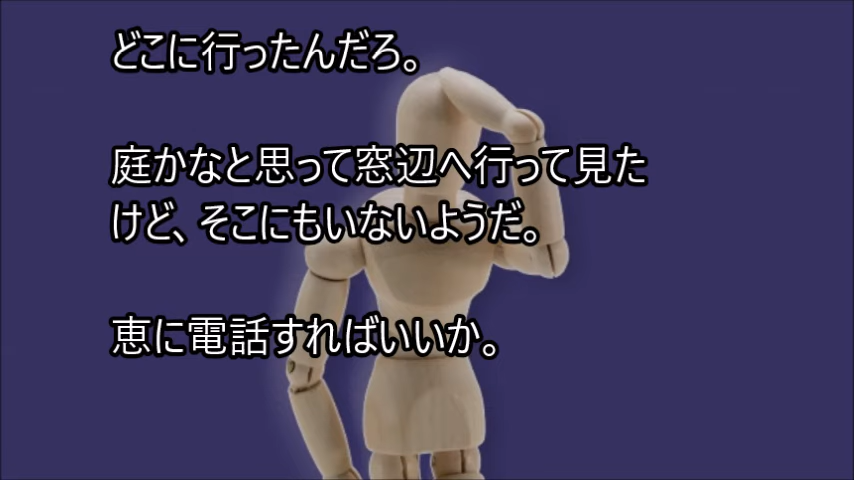 どこに行ったんだろ。
庭かなと思って窓辺へ行って見た
けど、そこにもいないようだ。
恵に電話すればいいか。